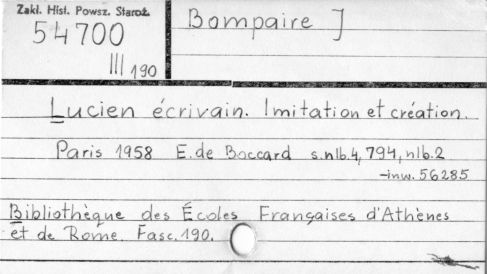 Zakł. Hist. Powsz. Staroż.
54700
III 190
Bompaire J
Lucien écrivain. Imitation et création.
Paris 1958 E. de Boccard s.nlb.4, 794, nlb.2
-inw. 56285
Bibliothèque des Écoles Françaises d'Athènes
et de Rome. Fasc. 190.